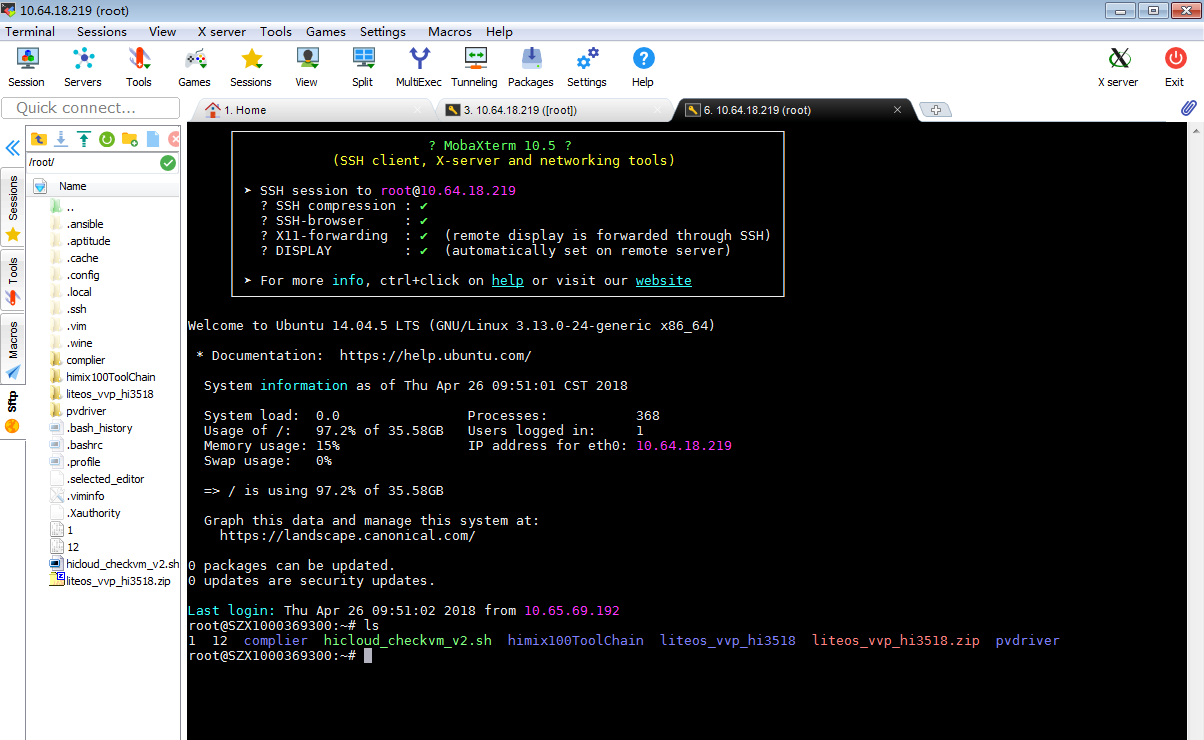 10.64.18.219 (root)
Terminal Sessions View X server Tools Games Settings Macros Help
Session Servers Tools Games Sessions View Split MultiExec Tunneling Packages Settings Help X server Exit
Quick connect...
1. Home
3. 10.64.18.219 ([root])
6. 10.64.18.219 (root)
Sessions
Tools
Macros
Sftp
/root/
Name
..
.ansible
.aptitude
.cache
.config
.local
.ssh
.vim
.wine
complier
himix100ToolChain
liteos_vvp_hi3518
pvdriver
.bash_history
.bashrc
.profile
.selected_editor
.viminfo
.Xauthority
1
12
hicloud_checkvm_v2.sh
liteos_vvp_hi3518.zip
? MobaXterm 10.5 ?
(SSH client, X-server and networking tools)
➤ SSH session to root@10.64.18.219
? SSH compression : ✔
? SSH-browser : ✔
? X11-forwarding : ✔ (remote display is forwarded through SSH)
? DISPLAY : ✔ (automatically set on remote server)
➤ For more info, ctrl+click on help or visit our website
Welcome to Ubuntu 14.04.5 LTS (GNU/Linux 3.13.0-24-generic x86_64)
* Documentation: https://help.ubuntu.com/
System information as of Thu Apr 26 09:51:01 CST 2018
System load: 0.0 Processes: 368
Usage of /: 97.2% of 35.58GB Users logged in: 1
Memory usage: 15% IP address for eth0: 10.64.18.219
Swap usage: 0%
=> / is using 97.2% of 35.58GB
Graph this data and manage this system at:
https://landscape.canonical.com/
0 packages can be updated.
0 updates are security updates.
Last login: Thu Apr 26 09:51:02 2018 from 10.65.69.192
root@SZX1000369300:~# ls
1 12 complier hicloud_checkvm_v2.sh himix100ToolChain liteos_vvp_hi3518 liteos_vvp_hi3518.zip pvdriver
root@SZX1000369300:~#